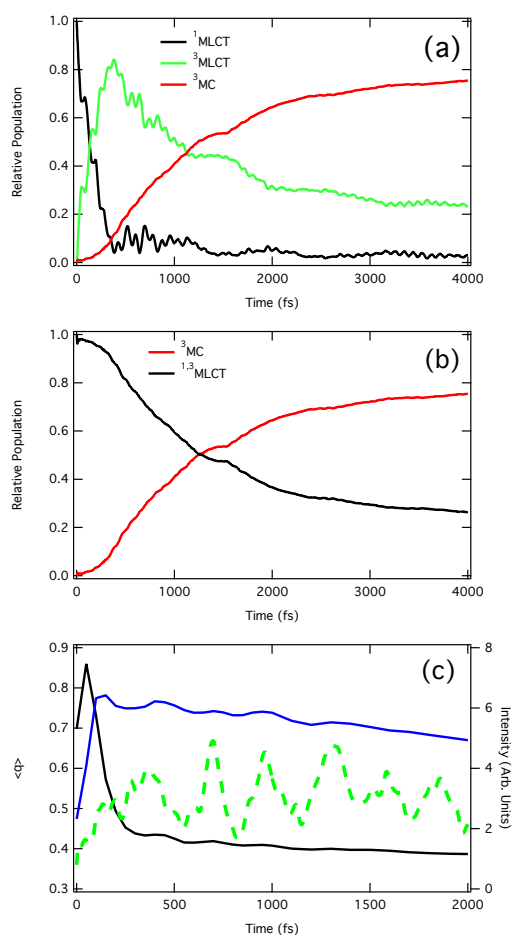 1.0
0.8
0.6
0.4
0.2
0.0
Relative Population
¹MLCT
³MLCT
³MC
(a)
0
1000
2000
3000
4000
Time (fs)
1.0
0.8
0.6
0.4
0.2
0.0
Relative Population
³MC
¹,³MLCT
(b)
0
1000
2000
3000
4000
Time (fs)
0.9
0.8
0.7
0.6
0.5
0.4
0.3
<q>
(c)
8
6
4
2
0
Intensity (Arb. Units)
0
500
1000
1500
2000
Time (fs)